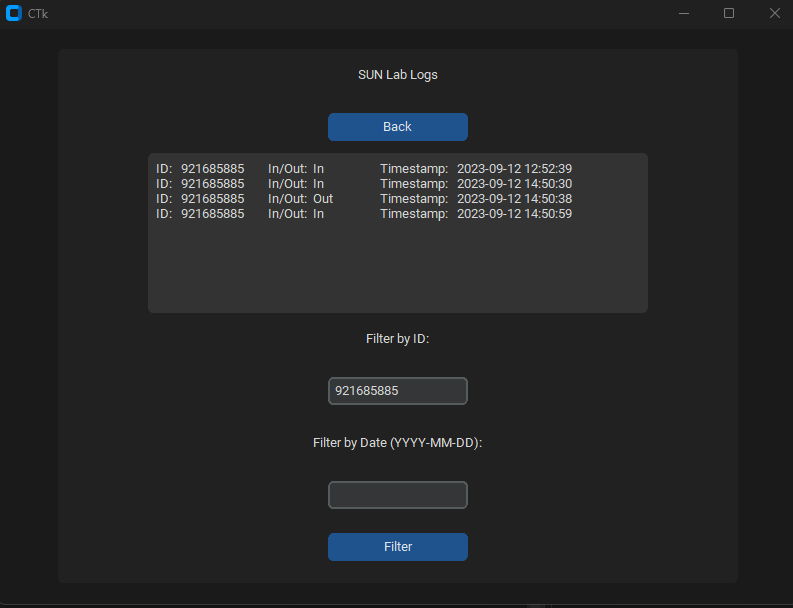 CTk
SUN Lab Logs
Back
ID: 921685885 In/Out: In Timestamp: 2023-09-12 12:52:39
ID: 921685885 In/Out: In Timestamp: 2023-09-12 14:50:30
ID: 921685885 In/Out: Out Timestamp: 2023-09-12 14:50:38
ID: 921685885 In/Out: In Timestamp: 2023-09-12 14:50:59
Filter by ID:
921685885
Filter by Date (YYYY-MM-DD):
Filter